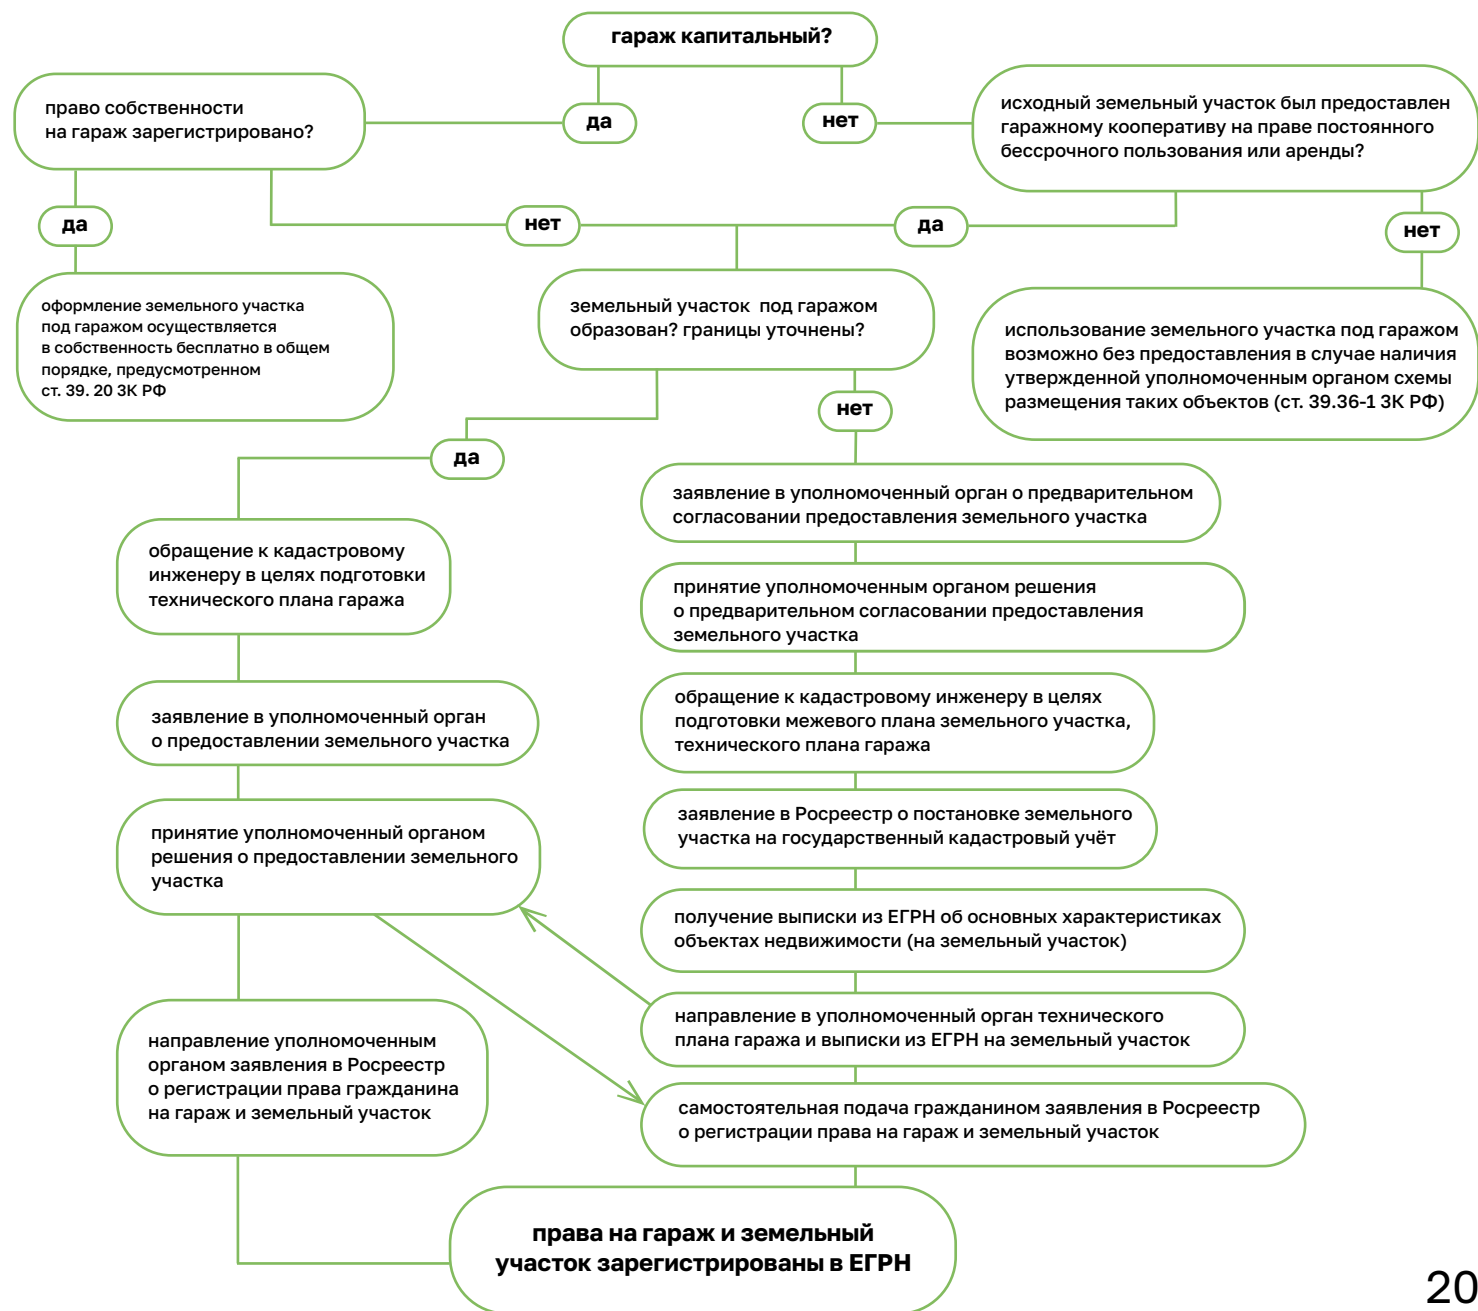 гараж капитальный?
право собственности
на гараж зарегистрировано?
да
нет
исходный земельный участок был предоставлен
гаражному кооперативу на праве постоянного
бессрочного пользования или аренды?
да
нет
да
нет
оформление земельного участка
под гаражом осуществляется
в собственность бесплатно в общем
порядке, предусмотренном
ст. 39. 20 ЗК РФ
земельный участок под гаражом
образован? границы уточнены?
использование земельного участка под гаражом
возможно без предоставления в случае наличия
утвержденной уполномоченным органом схемы
размещения таких объектов (ст. 39.36-1 ЗК РФ)
нет
да
заявление в уполномоченный орган о предварительном
согласовании предоставления земельного участка
обращение к кадастровому
инженеру в целях подготовки
технического плана гаража
принятие уполномоченным органом решения
о предварительном согласовании предоставления
земельного участка
заявление в уполномоченный орган
о предоставлении земельного участка
обращение к кадастровому инженеру в целях
подготовки межевого плана земельного участка,
технического плана гаража
принятие уполномоченный органом
решения о предоставлении земельного
участка
заявление в Росреестр о постановке земельного
участка на государственный кадастровый учёт
получение выписки из ЕГРН об основных характеристиках
объектах недвижимости (на земельный участок)
направление уполномоченным
органом заявления в Росреестр
о регистрации права гражданина
на гараж и земельный участок
направление в уполномоченный орган технического
плана гаража и выписки из ЕГРН на земельный участок
самостоятельная подача гражданином заявления в Росреестр
о регистрации права на гараж и земельный участок
права на гараж и земельный
участок зарегистрированы в ЕГРН
20